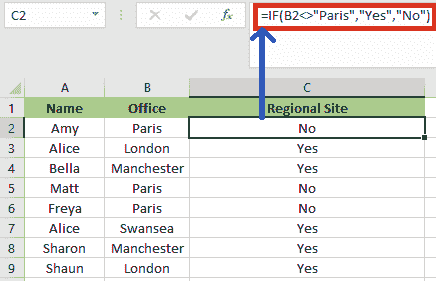 C2 fx =IF(B2<>"Paris","Yes","No")
A B C
1 Name Office Regional Site
2 Amy Paris No
3 Alice London Yes
4 Bella Manchester Yes
5 Matt Paris No
6 Freya Paris No
7 Alice Swansea Yes
8 Sharon Manchester Yes
9 Shaun London Yes